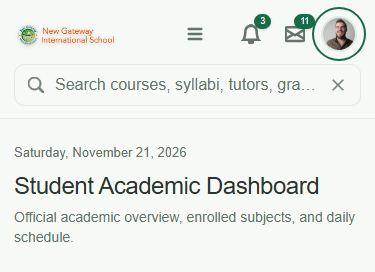 New Gateway
International School
3
11
Search courses, syllabi, tutors, gra…
Saturday, November 21, 2026
Student Academic Dashboard
Official academic overview, enrolled subjects, and daily
schedule.